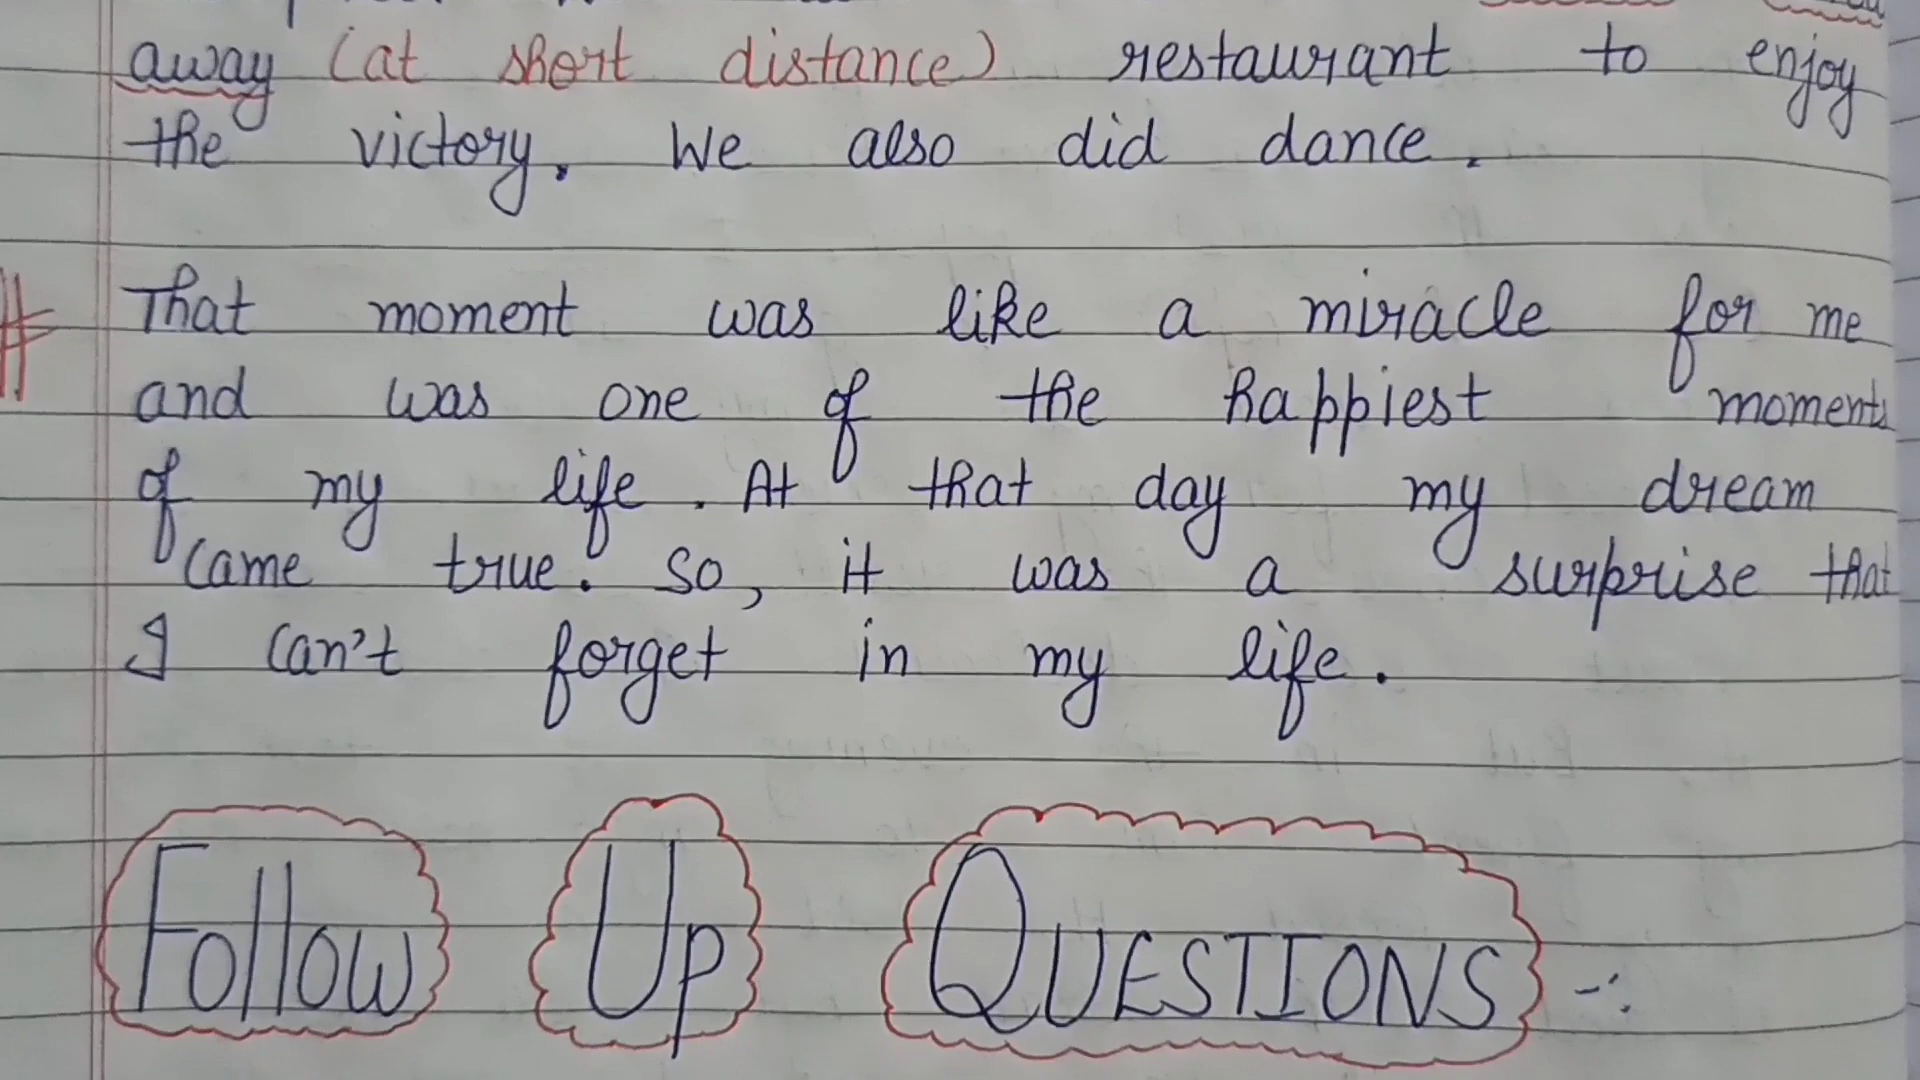 away (at short distance) restaurant to enjoy
the victory. We also did dance.
# That moment was like a miracle for me
and was one of the happiest moments
of my life. At that day my dream
came true. So, it was a surprise that
I can't forget in my life.
Follow Up QUESTIONS -: